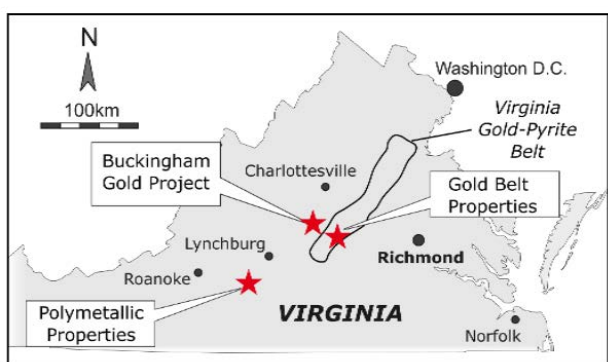 N
100km
Washington D.C.
Virginia
Gold-Pyrite
Belt
Buckingham
Gold Project
Charlottesville
Gold Belt
Properties
Lynchburg
Richmond
Roanoke
Polymetallic
Properties
VIRGINIA
Norfolk